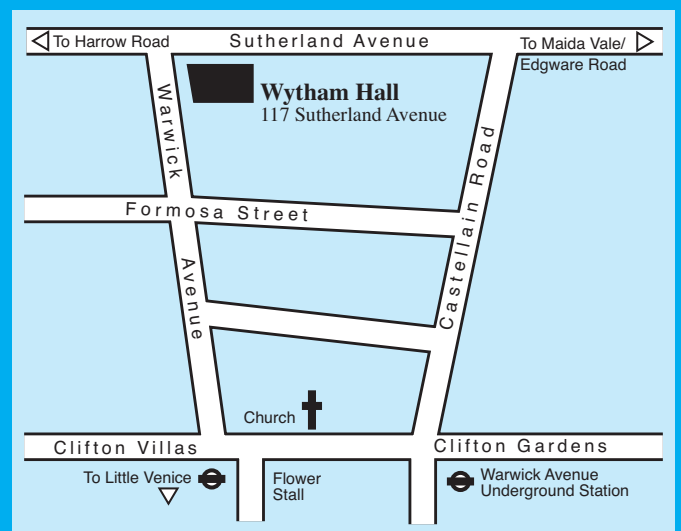 To Harrow Road
Sutherland Avenue
To Maida Vale/
Edgware Road
Wytham Hall
117 Sutherland Avenue
Warwick
Avenue
Castellain Road
Formosa Street
Church
Clifton Villas
Clifton Gardens
To Little Venice
Flower
Stall
Warwick Avenue
Underground Station